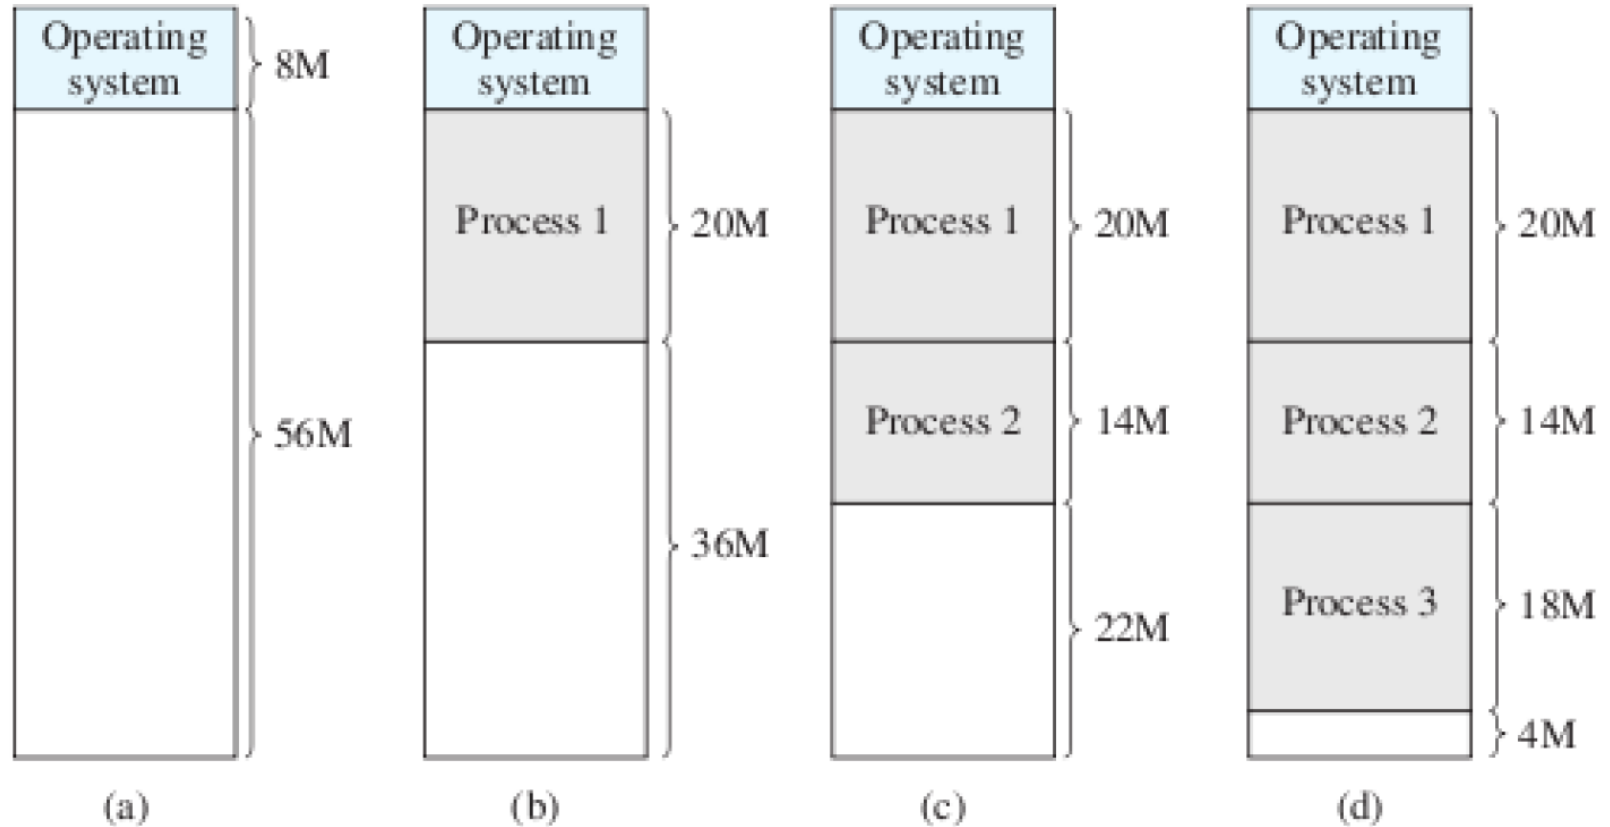 Operating
system
8M
56M
(a)
Operating
system
Process 1
20M
36M
(b)
Operating
system
Process 1
20M
Process 2
14M
22M
(c)
Operating
system
Process 1
20M
Process 2
14M
Process 3
18M
4M
(d)